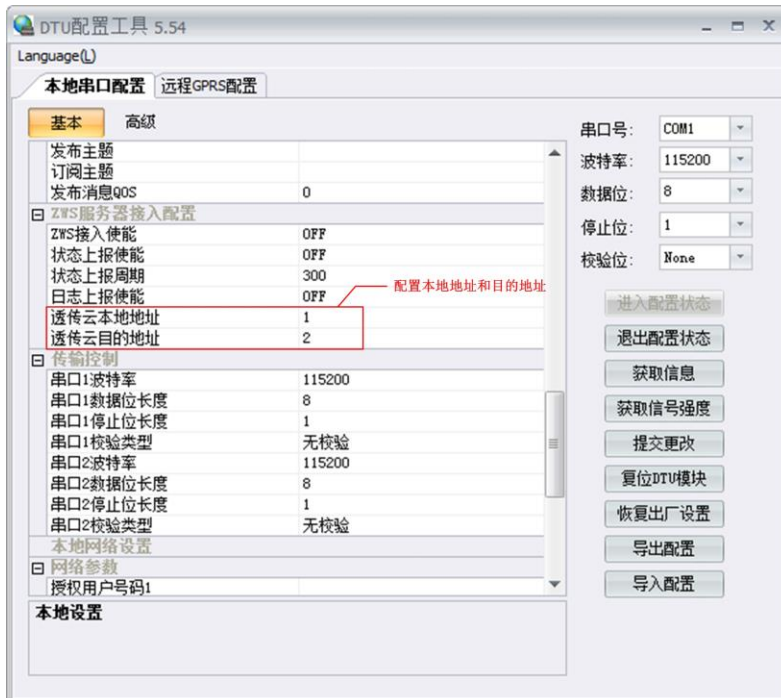 DTU配置工具 5.54
Language(L)
本地串口配置 远程GPRS配置
基本 高级
发布主题
订阅主题
发布消息QOS 0
ZWS服务器接入配置
ZWS接入使能 OFF
状态上报使能 OFF
状态上报周期 300
日志上报使能 OFF
配置本地地址和目的地址
透传云本地地址 1
透传云目的地址 2
传输控制
串口1波特率 115200
串口1数据位长度 8
串口1停止位长度 1
串口1校验类型 无校验
串口2波特率 115200
串口2数据位长度 8
串口2停止位长度 1
串口2校验类型 无校验
本地网络设置
网络参数
授权用户号码1
本地设置
串口号: COM1
波特率: 115200
数据位: 8
停止位: 1
校验位: None
进入配置状态
退出配置状态
获取信息
获取信号强度
提交更改
复位DTU模块
恢复出厂设置
导出配置
导入配置